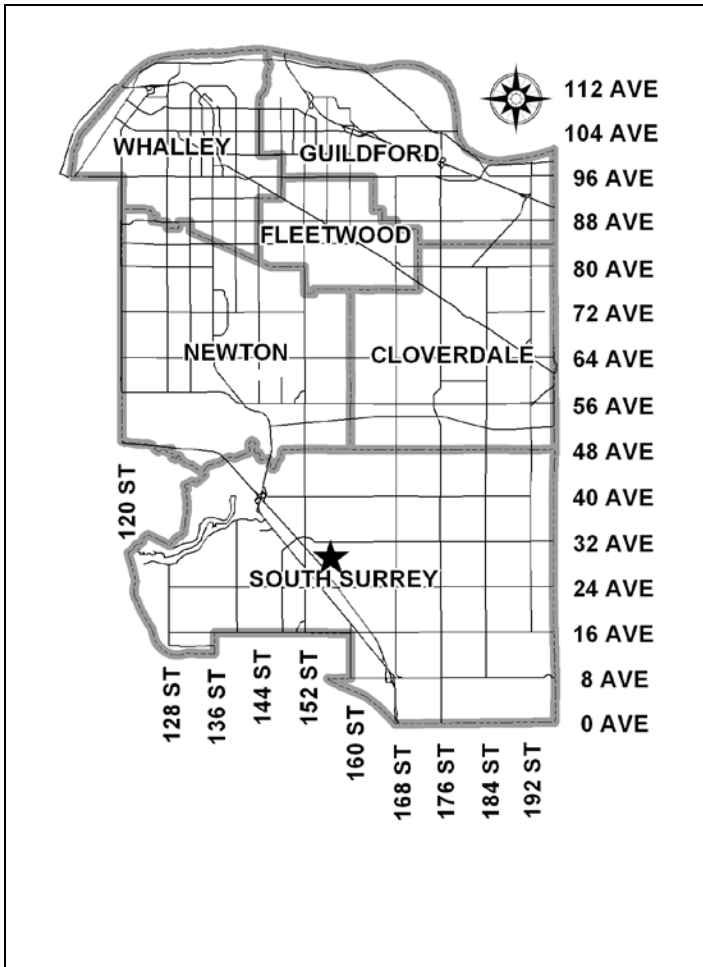 112 AVE
104 AVE
WHALLEY
GUILDFORD
96 AVE
88 AVE
FLEETWOOD
80 AVE
72 AVE
NEWTON
CLOVERDALE
64 AVE
56 AVE
48 AVE
120 ST
40 AVE
32 AVE
SOUTH SURREY
24 AVE
16 AVE
128 ST
136 ST
144 ST
152 ST
8 AVE
160 ST
0 AVE
168 ST
176 ST
184 ST
192 ST